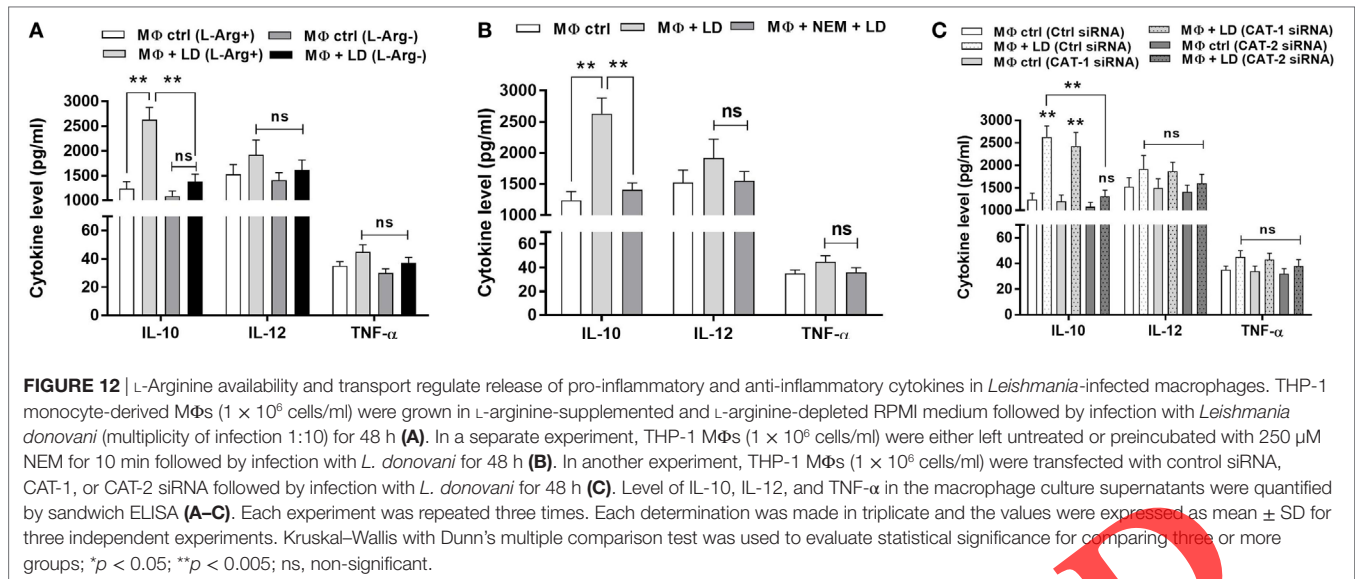 A
MΦ ctrl (L-Arg+) MΦ ctrl (L-Arg-)
MΦ + LD (L-Arg+) MΦ + LD (L-Arg-)
** **
ns
ns
ns
Cytokine level (pg/ml)
3000
2500
2000
1500
1000
60
40
20
0
IL-10 IL-12 TNF-α
B
MΦ ctrl MΦ + LD MΦ + NEM + LD
** **
ns
ns
Cytokine level (pg/ml)
3000
2500
2000
1500
1000
60
40
20
0
IL-10 IL-12 TNF-α
C
MΦ ctrl (Ctrl siRNA) MΦ + LD (CAT-1 siRNA)
MΦ + LD (Ctrl siRNA) MΦ ctrl (CAT-2 siRNA)
MΦ ctrl (CAT-1 siRNA) MΦ + LD (CAT-2 siRNA)
**
** **
ns
ns
ns
Cytokine level (pg/ml)
3000
2500
2000
1500
1000
60
40
20
0
IL-10 IL-12 TNF-α
FIGURE 12 | L-Arginine availability and transport regulate release of pro-inflammatory and anti-inflammatory cytokines in Leishmania-infected macrophages. THP-1
monocyte-derived MΦs (1 × 10⁶ cells/ml) were grown in L-arginine-supplemented and L-arginine-depleted RPMI medium followed by infection with Leishmania
donovani (multiplicity of infection 1:10) for 48 h (A). In a separate experiment, THP-1 MΦs (1 × 10⁶ cells/ml) were either left untreated or preincubated with 250 μM
NEM for 10 min followed by infection with L. donovani for 48 h (B). In another experiment, THP-1 MΦs (1 × 10⁶ cells/ml) were transfected with control siRNA,
CAT-1, or CAT-2 siRNA followed by infection with L. donovani for 48 h (C). Level of IL-10, IL-12, and TNF-α in the macrophage culture supernatants were quantified
by sandwich ELISA (A–C). Each experiment was repeated three times. Each determination was made in triplicate and the values were expressed as mean ± SD for
three independent experiments. Kruskal–Wallis with Dunn's multiple comparison test was used to evaluate statistical significance for comparing three or more
groups; *p < 0.05; **p < 0.005; ns, non-significant.